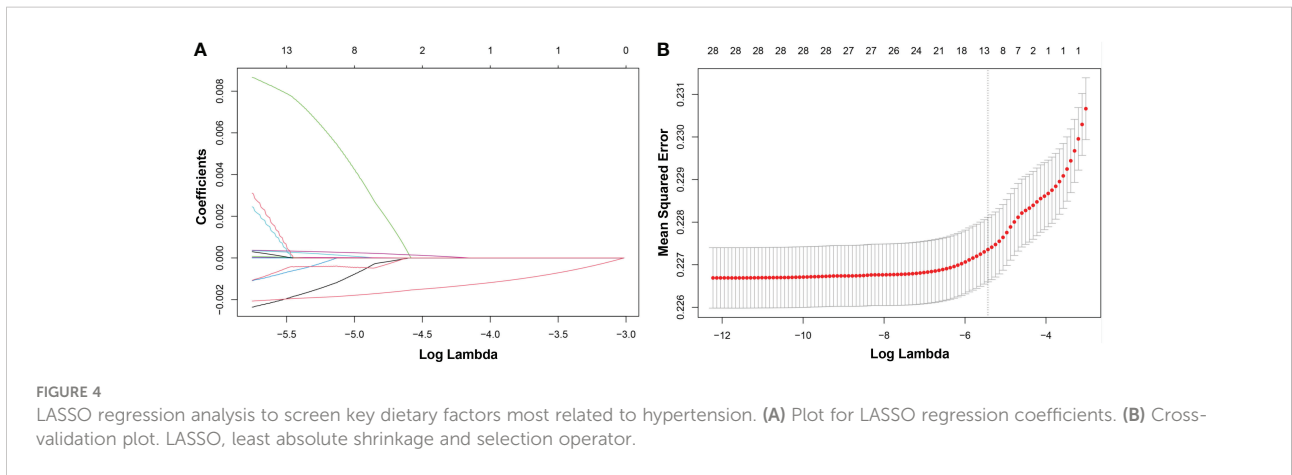 A
13 8 2 1 1 0
0.008
0.006
0.004
0.002
0.000
−0.002
Coefficients
−5.5 −5.0 −4.5 −4.0 −3.5 −3.0
Log Lambda
B
28 28 28 28 28 28 27 27 26 24 21 18 13 8 7 2 1 1 1
0.231
0.230
0.229
0.228
0.227
0.226
Mean Squared Error
−12 −10 −8 −6 −4
Log Lambda
FIGURE 4
LASSO regression analysis to screen key dietary factors most related to hypertension. (A) Plot for LASSO regression coefficients. (B) Cross-
validation plot. LASSO, least absolute shrinkage and selection operator.